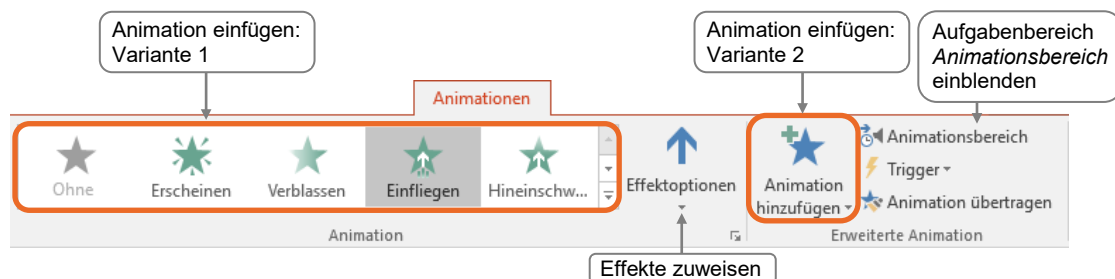 Animation einfügen:
Variante 1
Animation einfügen:
Variante 2
Aufgabenbereich
Animationsbereich
einblenden
Animationen
Ohne
Erscheinen
Verblassen
Einfliegen
Hineinschw...
Effektoptionen
Animation
hinzufügen
Animationsbereich
Trigger
Animation übertragen
Animation
Erweiterte Animation
Effekte zuweisen